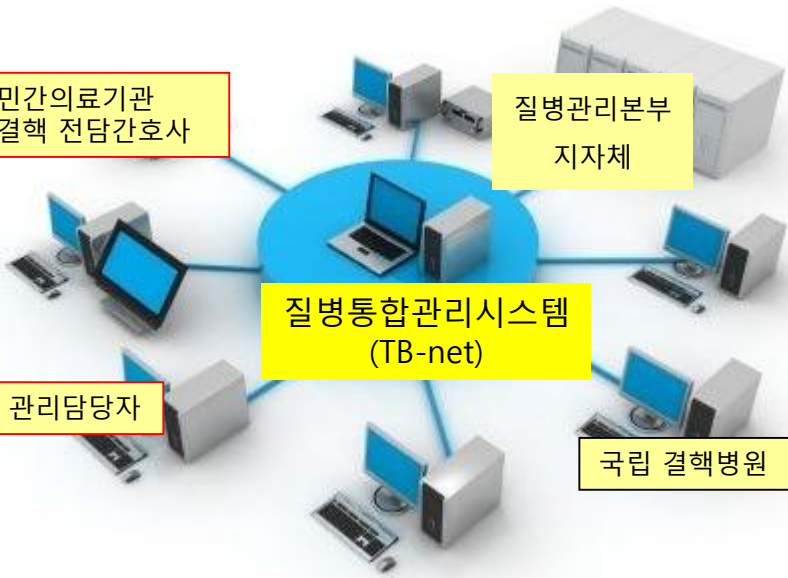 민간의료기관
결핵 전담간호사
질병관리본부
지자체
질병통합관리시스템
(TB-net)
관리담당자
국립 결핵병원